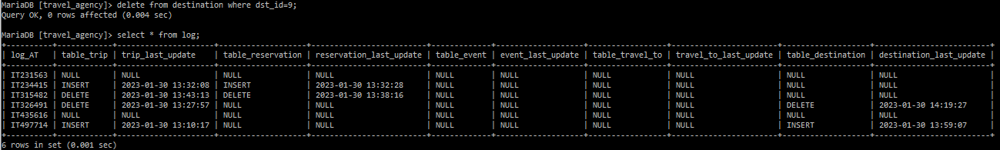 MariaDB [travel_agency]> delete from destination where dst_id=9;
Query OK, 0 rows affected (0.004 sec)
MariaDB [travel_agency]> select * from log;
+----------+------------+---------------------+-------------------+-------------------------+-------------+-------------------+-----------------+-----------------------+-------------------+-------------------------+
| log_AT   | table_trip | trip_last_update    | table_reservation | reservation_last_update | table_event | event_last_update | table_travel_to | travel_to_last_update | table_destination | destination_last_update |
+----------+------------+---------------------+-------------------+-------------------------+-------------+-------------------+-----------------+-----------------------+-------------------+-------------------------+
| IT231563 | NULL       | NULL                | NULL              | NULL                    | NULL        | NULL              | NULL            | NULL                  | NULL              | NULL                    |
| IT234415 | INSERT     | 2023-01-30 13:32:08 | INSERT            | 2023-01-30 13:32:28     | NULL        | NULL              | NULL            | NULL                  | NULL              | NULL                    |
| IT315482 | DELETE     | 2023-01-30 13:43:13 | DELETE            | 2023-01-30 13:38:16     | NULL        | NULL              | NULL            | NULL                  | NULL              | NULL                    |
| IT326491 | DELETE     | 2023-01-30 13:27:57 | NULL              | NULL                    | NULL        | NULL              | NULL            | NULL                  | DELETE            | 2023-01-30 14:19:27     |
| IT435616 | NULL       | NULL                | NULL              | NULL                    | NULL        | NULL              | NULL            | NULL                  | NULL              | NULL                    |
| IT497714 | INSERT     | 2023-01-30 13:10:17 | NULL              | NULL                    | NULL        | NULL              | NULL            | NULL                  | INSERT            | 2023-01-30 13:59:07     |
+----------+------------+---------------------+-------------------+-------------------------+-------------+-------------------+-----------------+-----------------------+-------------------+-------------------------+
6 rows in set (0.001 sec)